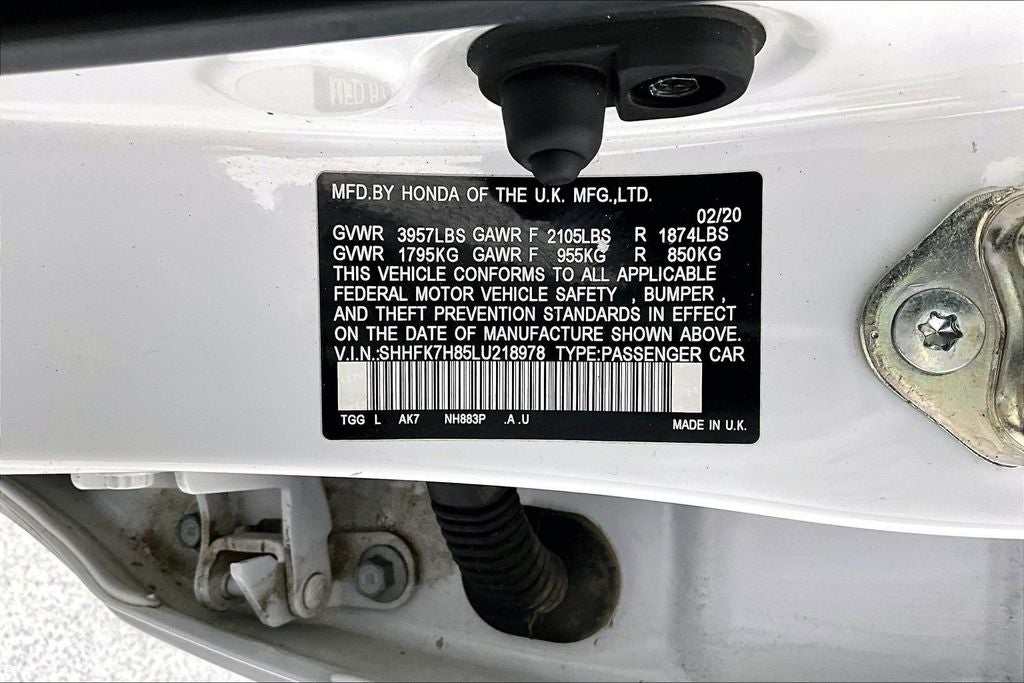 MFD.BY HONDA OF THE U.K. MFG.,LTD.
02/20
GVWR 3957LBS GAWR F 2105LBS R 1874LBS
GVWR 1795KG GAWR F 955KG R 850KG
THIS VEHICLE CONFORMS TO ALL APPLICABLE
FEDERAL MOTOR VEHICLE SAFETY , BUMPER ,
AND THEFT PREVENTION STANDARDS IN EFFECT
ON THE DATE OF MANUFACTURE SHOWN ABOVE.
V.I.N.:SHHFK7H85LU218978 TYPE:PASSENGER CAR
TGG L AK7 NH883P .A .U
MADE IN U.K.